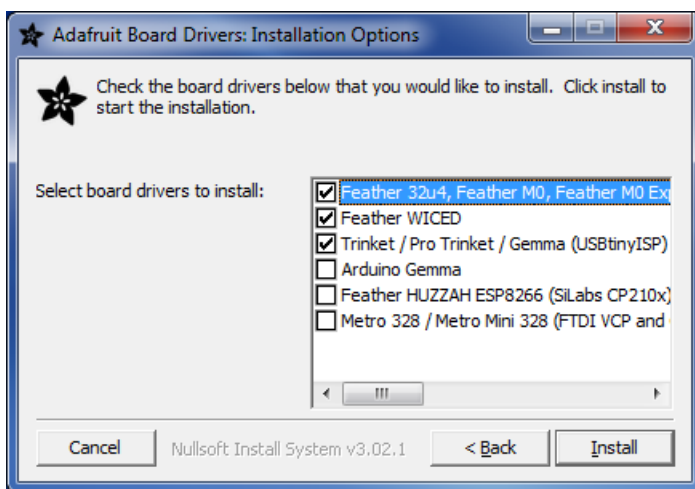 Adafruit Board Drivers: Installation Options
Check the board drivers below that you would like to install. Click install to
start the installation.
Select board drivers to install:
Feather 32u4, Feather M0, Feather M0
Feather WICED
Trinket / Pro Trinket / Gemma (USBtinyISP)
Arduino Gemma
Feather HUZZAH ESP8266 (SiLabs CP210x)
Metro 328 / Metro Mini 328 (FTDI VCP and
Cancel
Nullsoft Install System v3.02.1
< Back
Install